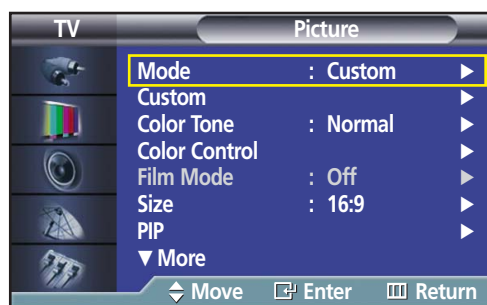 TV Picture
Mode : Custom ▶
Custom ▶
Color Tone : Normal ▶
Color Control ▶
Film Mode : Off ▶
Size : 16:9 ▶
PIP ▶
▼ More
Move Enter Return